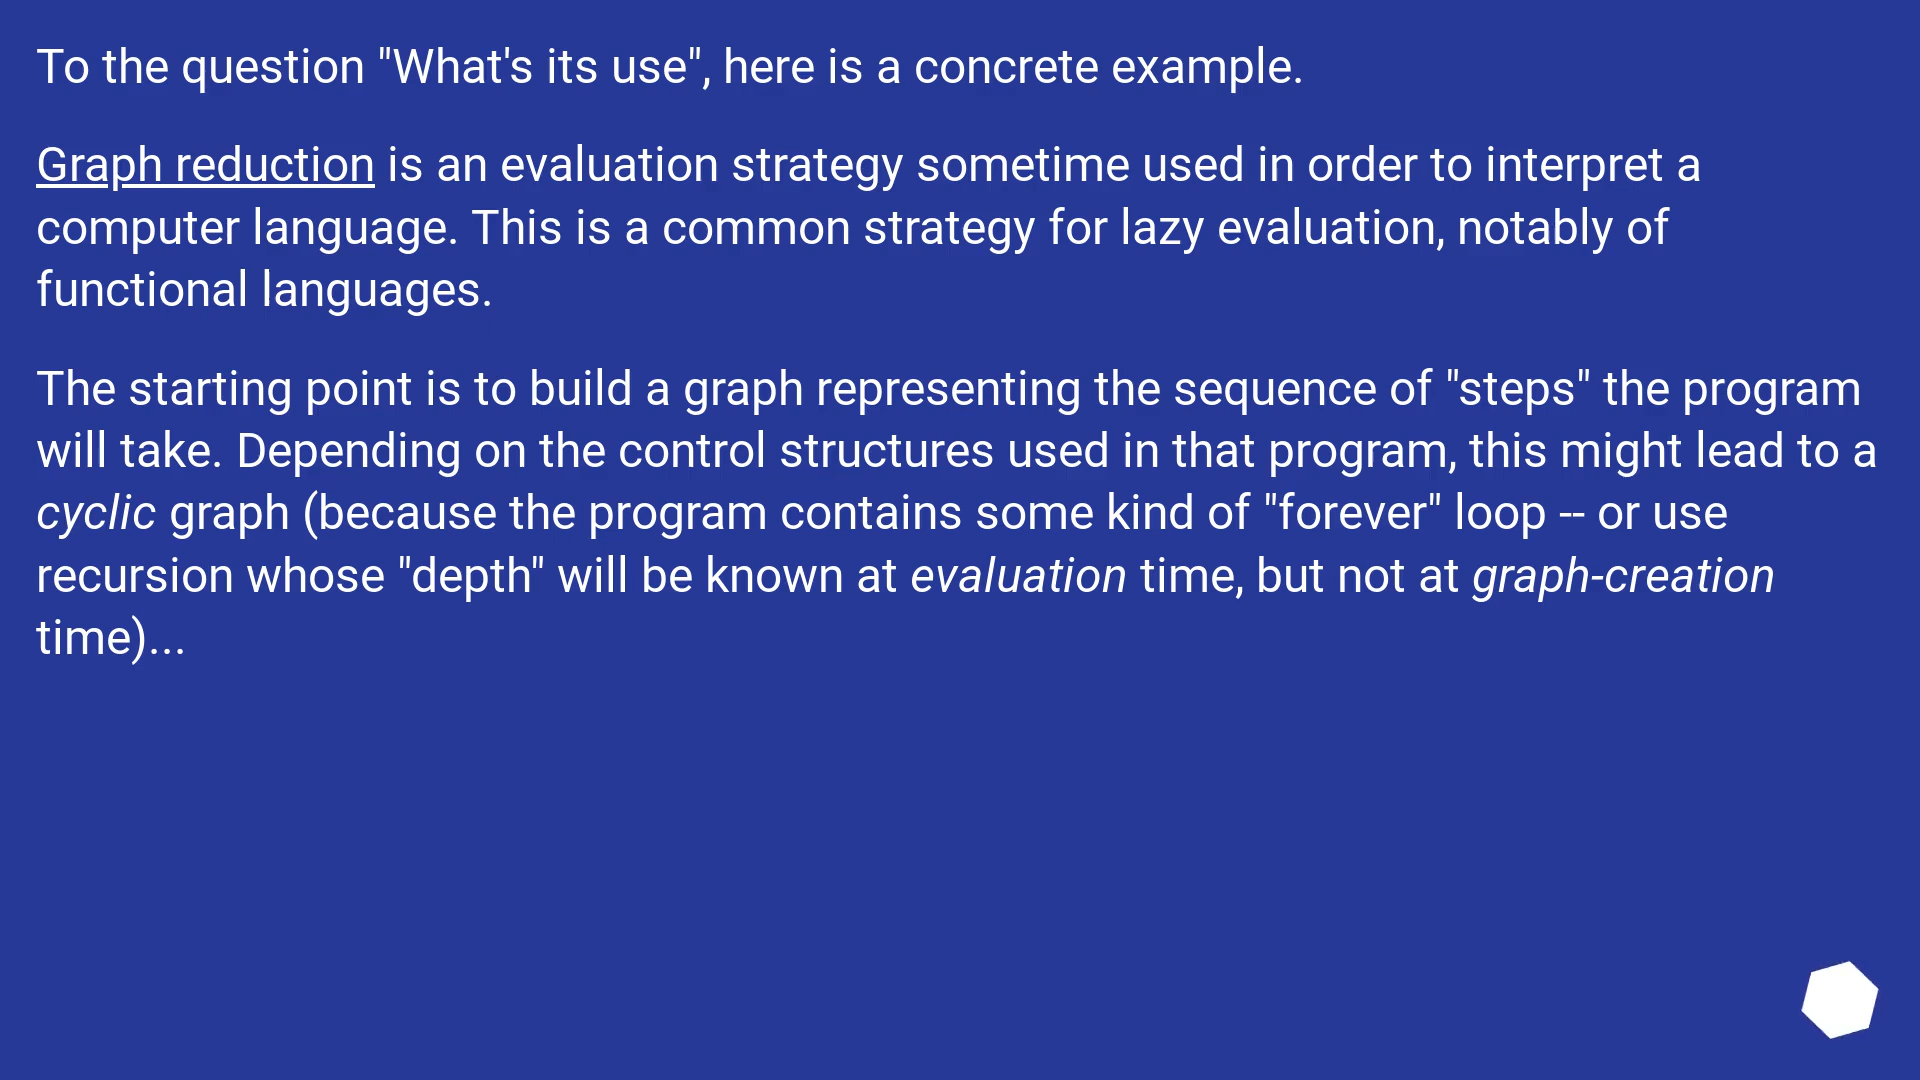 To the question "What's its use", here is a concrete example.
Graph reduction is an evaluation strategy sometime used in order to interpret a
computer language. This is a common strategy for lazy evaluation, notably of
functional languages.
The starting point is to build a graph representing the sequence of "steps" the program
will take. Depending on the control structures used in that program, this might lead to a
cyclic graph (because the program contains some kind of "forever" loop -- or use
recursion whose "depth" will be known at evaluation time, but not at graph-creation
time)...